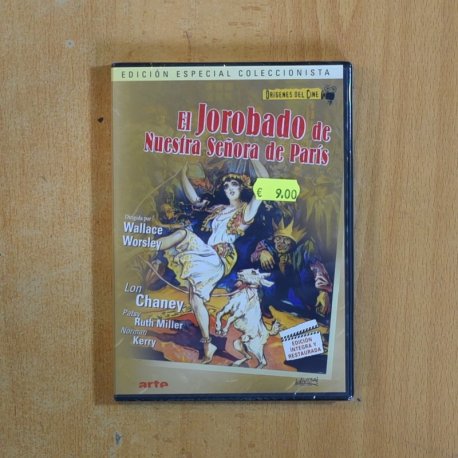 EDICIÓN ESPECIAL COLECCIONISTA
ORÍGENES DEL CINE
El Jorobado de
Nuestra Señora de París
€ 9,00
Dirigida por
Wallace
Worsley
Lon
Chaney
Patsy
Ruth Miller
Norman
Kerry
EDICIÓN
ÍNTEGRA Y
RESTAURADA
arte